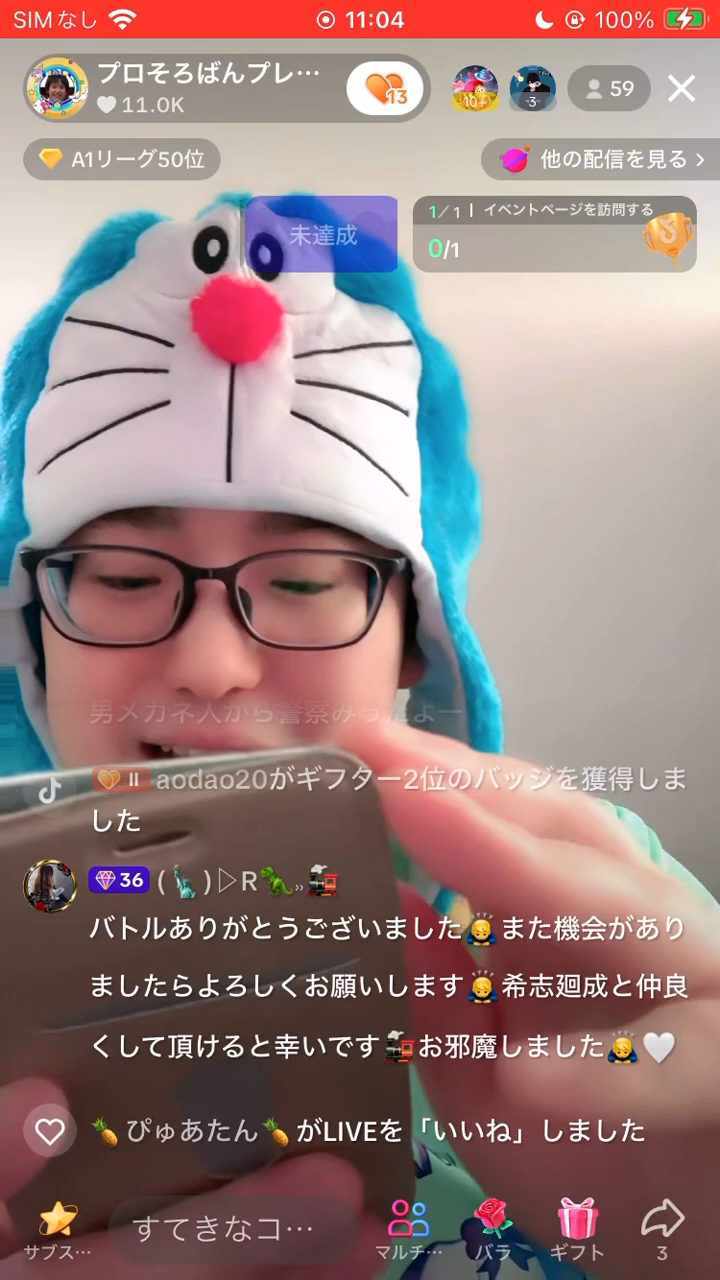 SIMなし 11:04 100%
プロそろばんプレ… 13 10+ 3 59
11.0K
A1リーグ50位 他の配信を見る
未達成 1/1 イベントページを訪問する
0/1
男メガネ人から警察みったよー
II aodao20がギフター2位のバッジを獲得しま
した
36 (🗽)▷R🦖,,🚂
バトルありがとうございました🙇また機会があり
ましたらよろしくお願いします🙇希志廻成と仲良
くして頂けると幸いです🚂お邪魔しました🙇🤍
🍍ぴゅあたん🍍がLIVEを「いいね」しました
すてきなコ…
サブス… マルチ… バラ ギフト 3